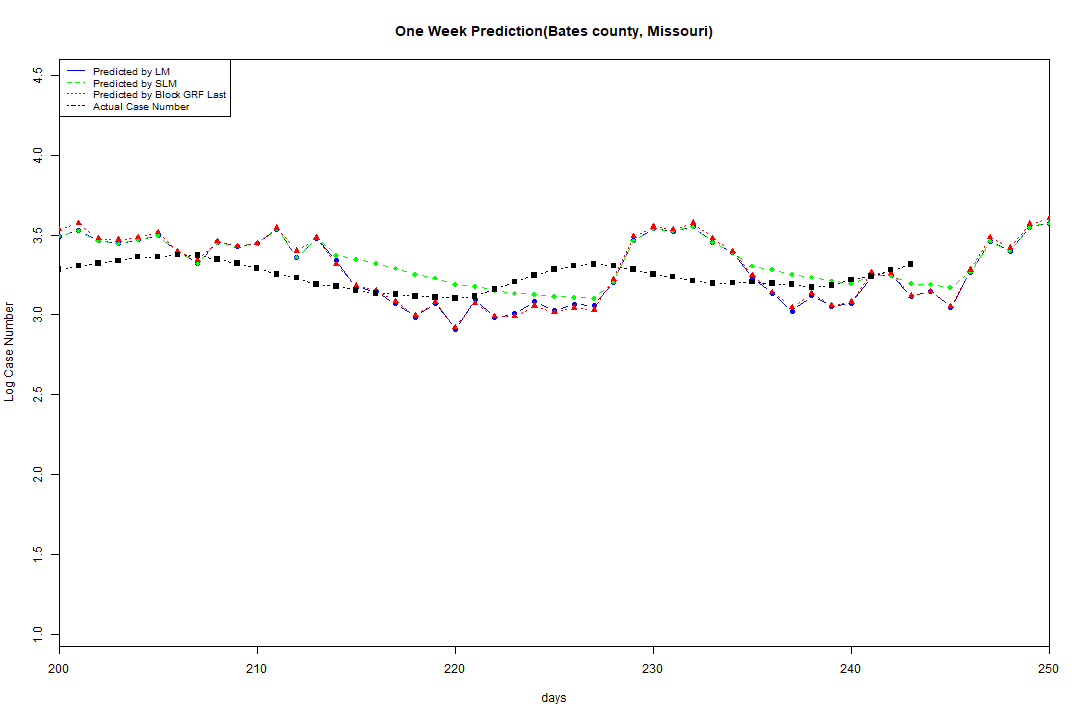 One Week Prediction(Bates county, Missouri)
Predicted by LM
Predicted by SLM
Predicted by Block GRF Last
Actual Case Number
4.5
4.0
3.5
3.0
2.5
2.0
1.5
1.0
Log Case Number
200 210 220 230 240 250
days